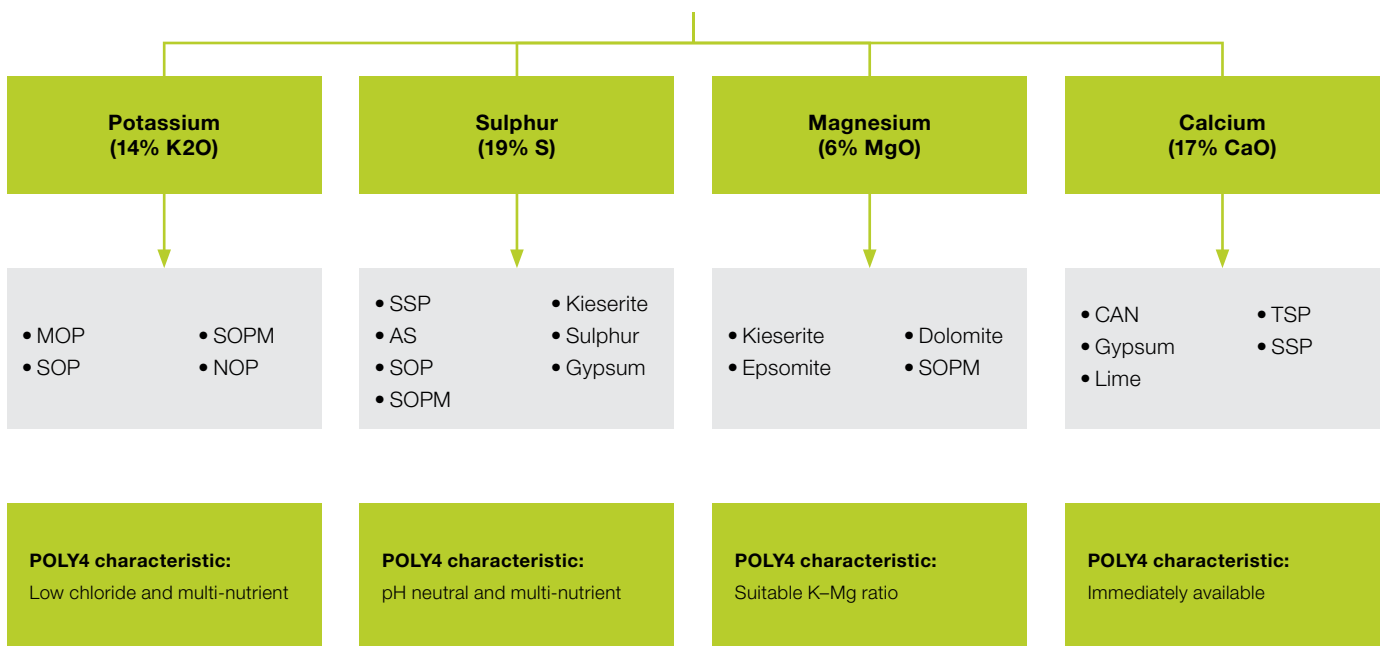 Potassium
(14% K2O)
Sulphur
(19% S)
Magnesium
(6% MgO)
Calcium
(17% CaO)
• MOP
• SOP
• SOPM
• NOP
• SSP
• AS
• SOP
• SOPM
• Kieserite
• Sulphur
• Gypsum
• Kieserite
• Epsomite
• Dolomite
• SOPM
• CAN
• Gypsum
• Lime
• TSP
• SSP
POLY4 characteristic:
Low chloride and multi-nutrient
POLY4 characteristic:
pH neutral and multi-nutrient
POLY4 characteristic:
Suitable K–Mg ratio
POLY4 characteristic:
Immediately available